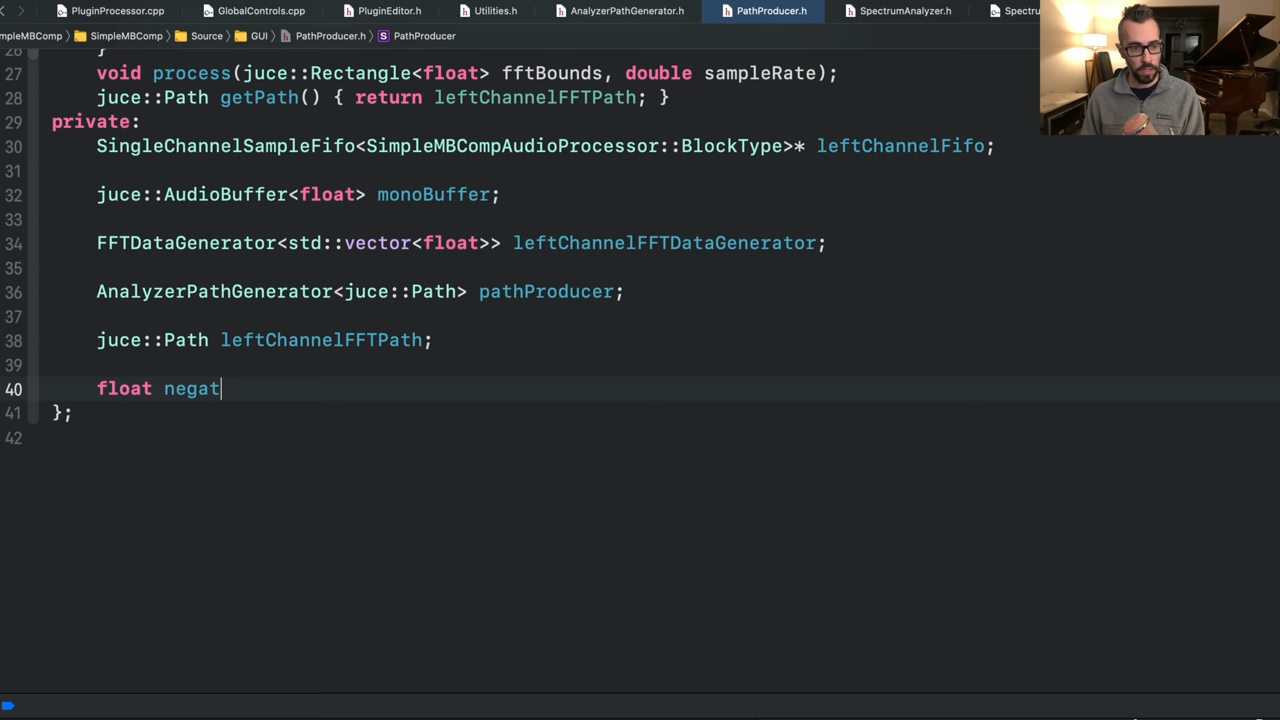 PluginProcessor.cpp GlobalControls.cpp PluginEditor.h Utilities.h AnalyzerPathGenerator.h PathProducer.h SpectrumAnalyzer.h Spectru
mpleMBComp SimpleMBComp Source GUI PathProducer.h S PathProducer
26 }
27 void process(juce::Rectangle<float> fftBounds, double sampleRate);
28 juce::Path getPath() { return leftChannelFFTPath; }
29 private:
30 SingleChannelSampleFifo<SimpleMBCompAudioProcessor::BlockType>* leftChannelFifo;
31
32 juce::AudioBuffer<float> monoBuffer;
33
34 FFTDataGenerator<std::vector<float>> leftChannelFFTDataGenerator;
35
36 AnalyzerPathGenerator<juce::Path> pathProducer;
37
38 juce::Path leftChannelFFTPath;
39
40 float negat
41 };
42